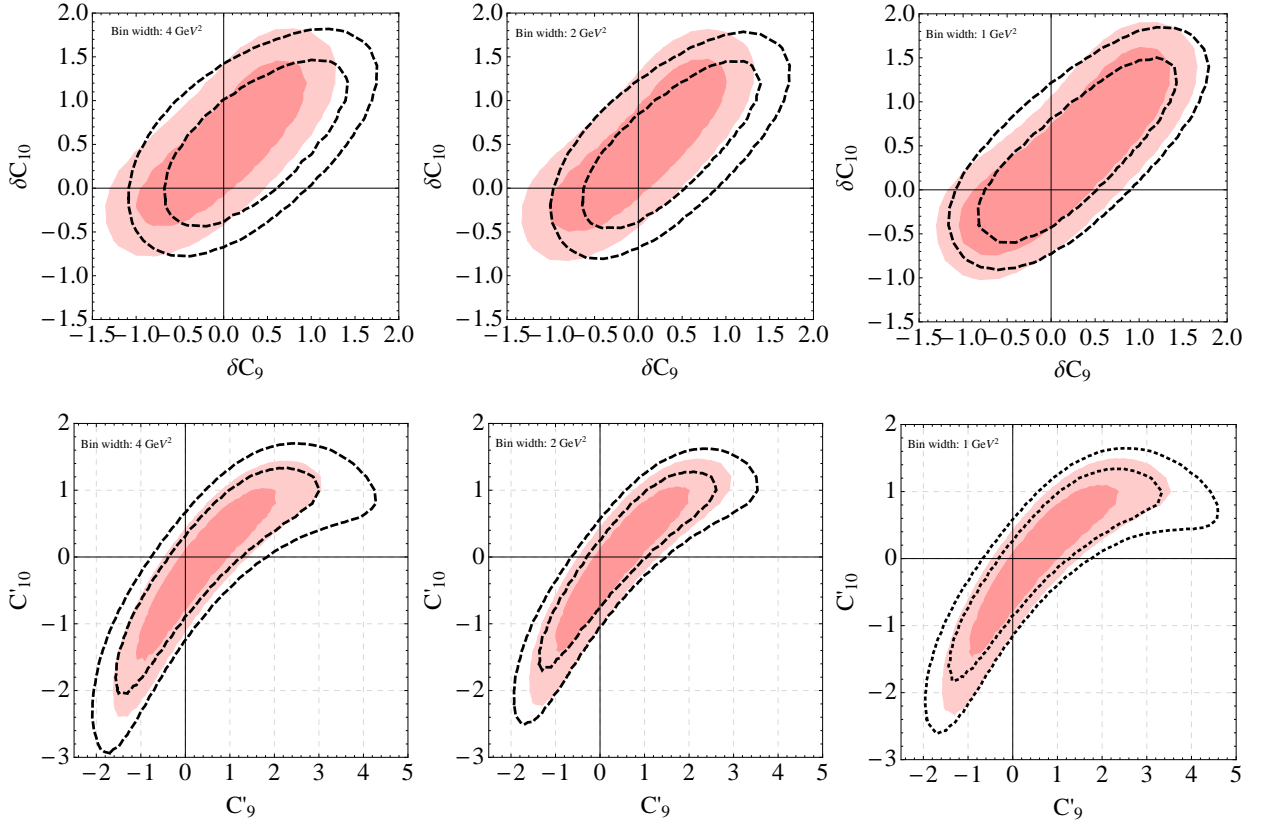 Bin width: 4 GeV²
2.0
1.5
1.0
0.5
0.0
−0.5
−1.0
−1.5
−1.5 −1.0 −0.5 0.0 0.5 1.0 1.5 2.0
δC₁₀
δC₉
Bin width: 2 GeV²
2.0
1.5
1.0
0.5
0.0
−0.5
−1.0
−1.5
−1.5 −1.0 −0.5 0.0 0.5 1.0 1.5 2.0
δC₁₀
δC₉
Bin width: 1 GeV²
2.0
1.5
1.0
0.5
0.0
−0.5
−1.0
−1.5
−1.5 −1.0 −0.5 0.0 0.5 1.0 1.5 2.0
δC₁₀
δC₉
Bin width: 4 GeV²
2
1
0
−1
−2
−3
−2 −1 0 1 2 3 4 5
C'₁₀
C'₉
Bin width: 2 GeV²
2
1
0
−1
−2
−3
−2 −1 0 1 2 3 4 5
C'₁₀
C'₉
Bin width: 1 GeV²
2
1
0
−1
−2
−3
−2 −1 0 1 2 3 4 5
C'₁₀
C'₉